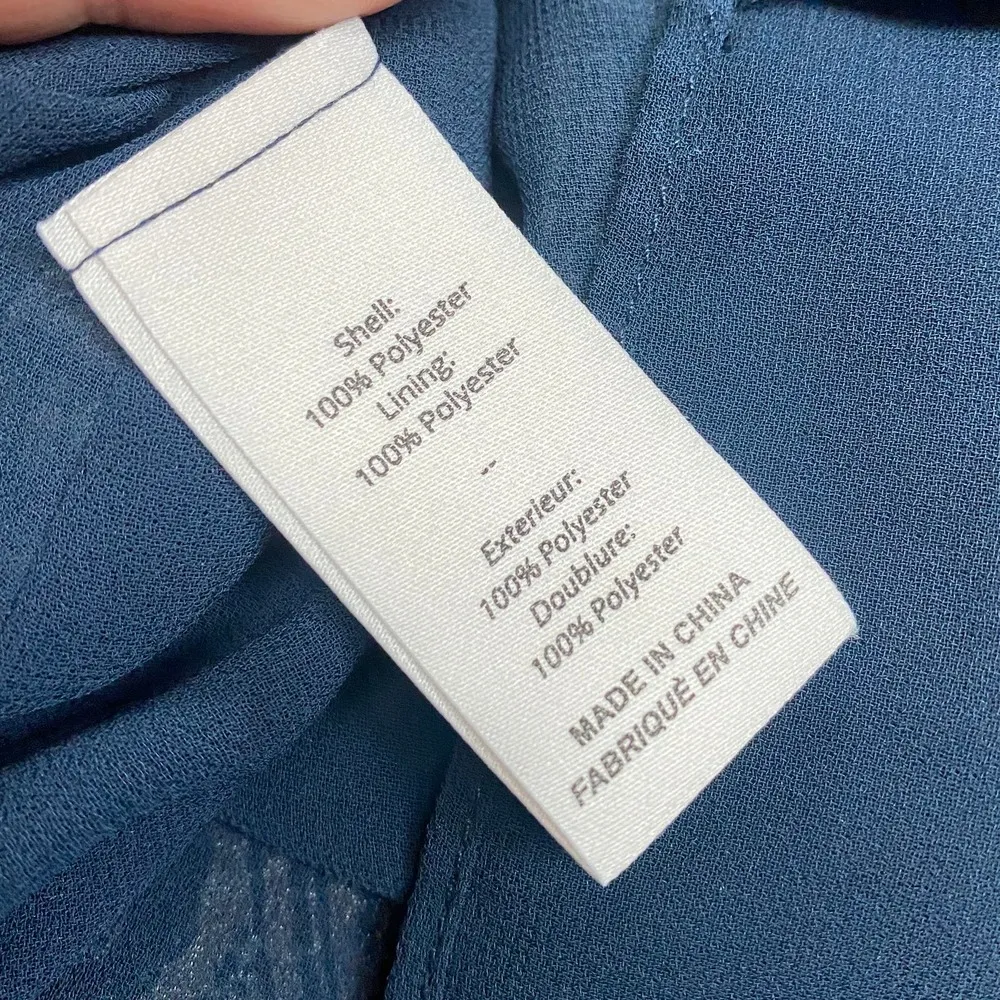 Shell:
100% Polyester
Lining:
100% Polyester
--
Exterieur:
100% Polyester
Doublure:
100% Polyester
MADE IN CHINA
FABRIQUÈ EN CHINE